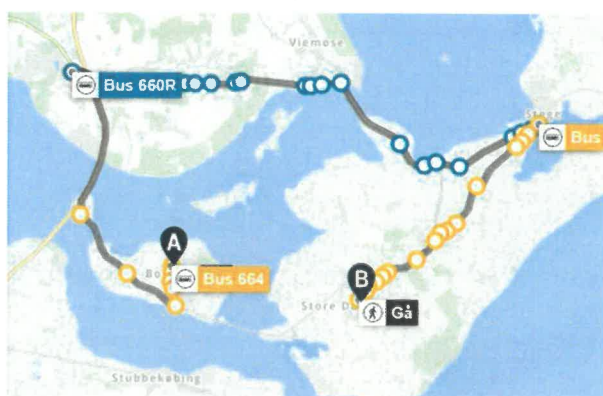 Viemose
Bus 660R
Bus
A
Bus 664
B
Store D
Gå
Stubbekøbing